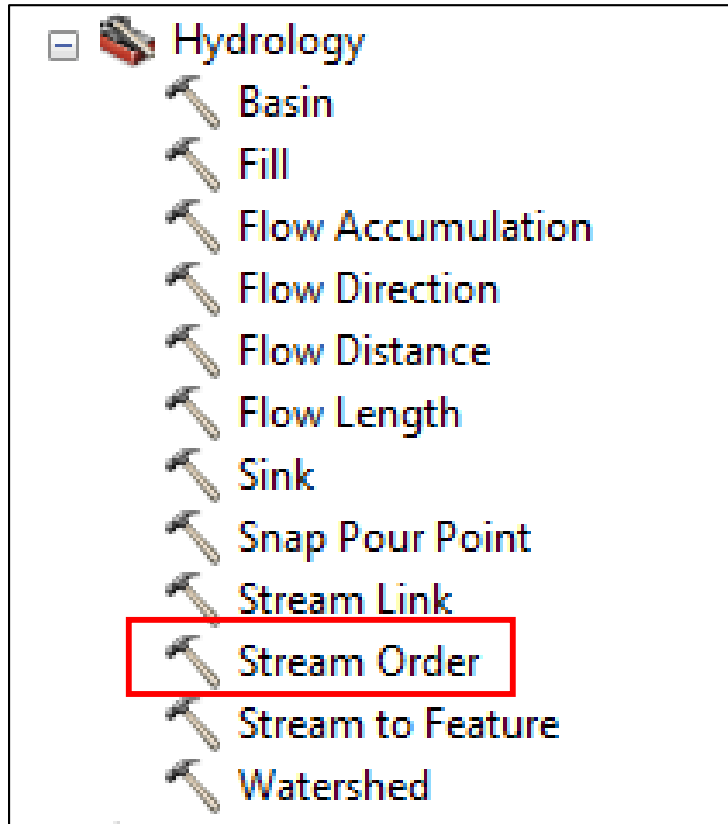 Hydrology
Basin
Fill
Flow Accumulation
Flow Direction
Flow Distance
Flow Length
Sink
Snap Pour Point
Stream Link
Stream Order
Stream to Feature
Watershed